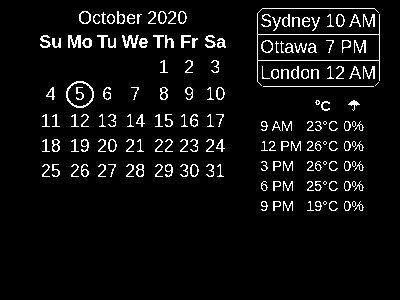 October 2020
Su Mo Tu We Th Fr Sa
1 2 3
4 5 6 7 8 9 10
11 12 13 14 15 16 17
18 19 20 21 22 23 24
25 26 27 28 29 30 31
Sydney 10 AM
Ottawa 7 PM
London 12 AM
°C ☂
9 AM 23°C 0%
12 PM 26°C 0%
3 PM 26°C 0%
6 PM 25°C 0%
9 PM 19°C 0%